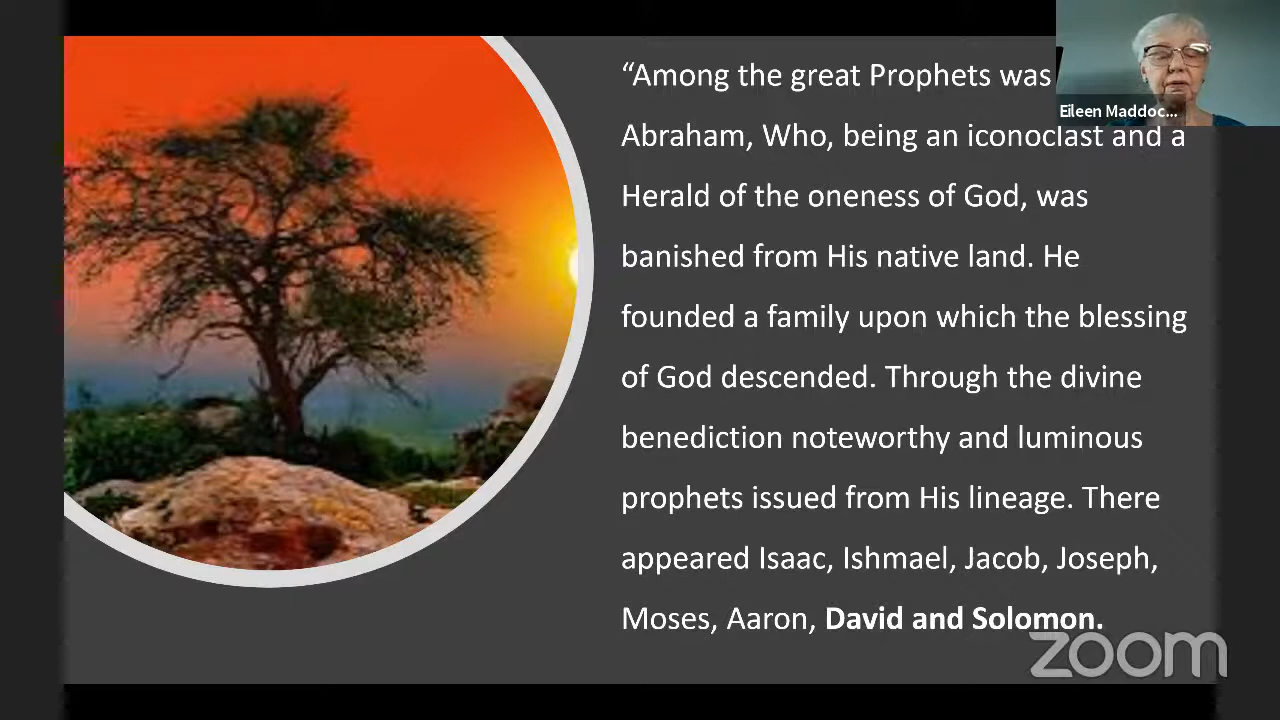 “Among the great Prophets was
Eileen Maddoc...
Abraham, Who, being an iconoclast and a
Herald of the oneness of God, was
banished from His native land. He
founded a family upon which the blessing
of God descended. Through the divine
benediction noteworthy and luminous
prophets issued from His lineage. There
appeared Isaac, Ishmael, Jacob, Joseph,
Moses, Aaron, David and Solomon.
zoom